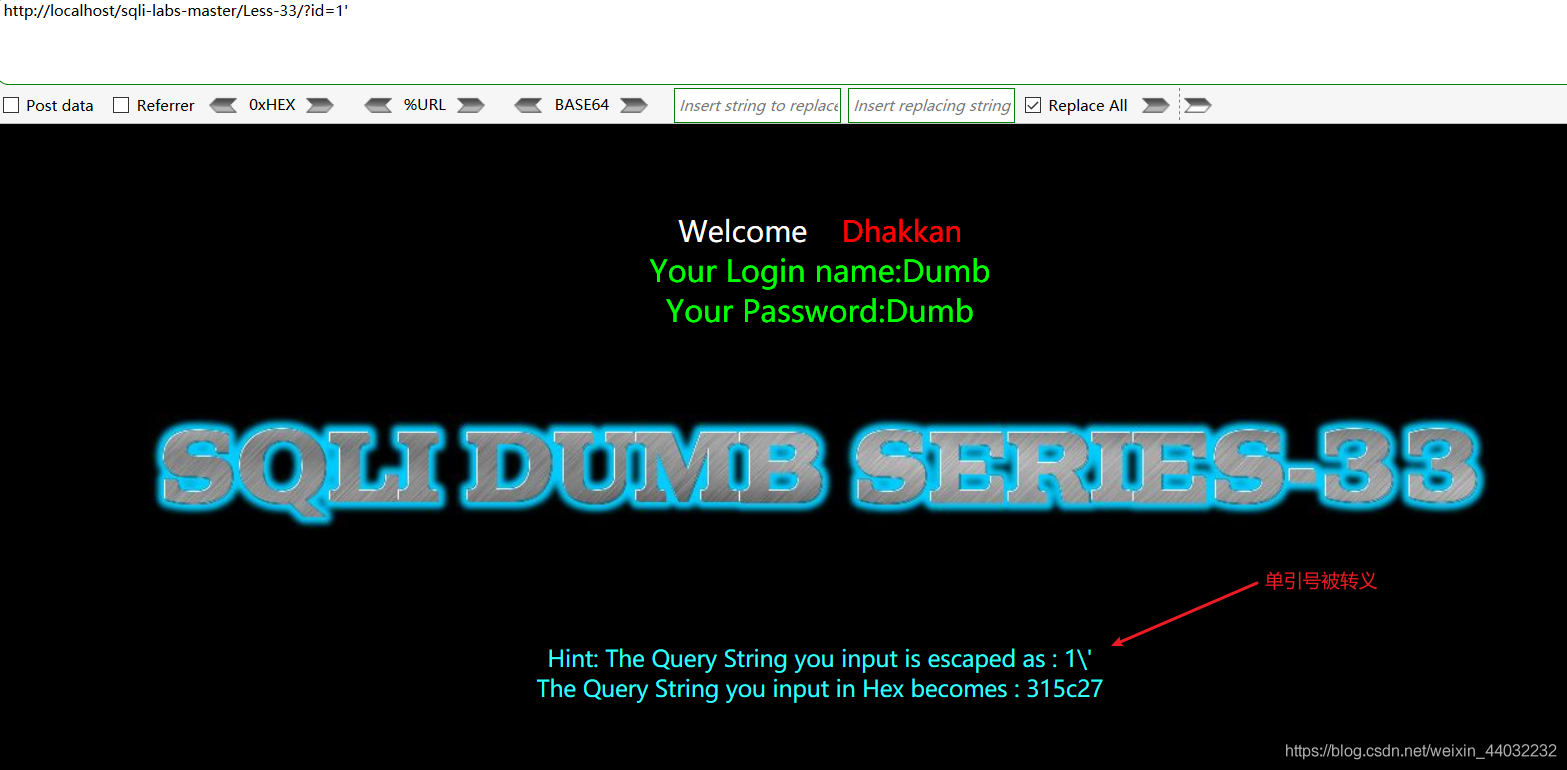 http://localhost/sqli-labs-master/Less-33/?id=1'
Post data Referrer 0xHEX %URL BASE64 Insert string to replace Insert replacing string Replace All
Welcome Dhakkan
Your Login name:Dumb
Your Password:Dumb
SQLI DUMB SERIES-33
单引号被转义
Hint: The Query String you input is escaped as : 1\'
The Query String you input in Hex becomes : 315c27
https://blog.csdn.net/weixin_44032232